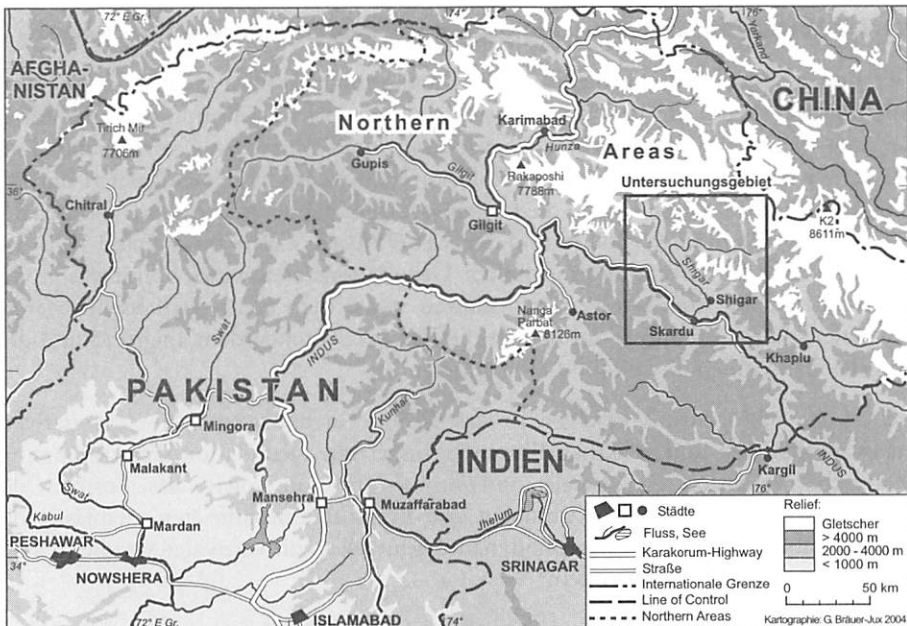 72° E Gr.
74°
76°
Yarkand
AFGHA-
NISTAN
CHINA
Tirich Mir
7706m
Northern
Karimabad
Hunza
Areas
Gupis
Gilgit
Rakaposhi
7788m
36°
Untersuchungsgebiet
Chitral
Gilgit
K2
8611m
Shigar
Shigar
Nanga
Parbat
8126m
Astor
Skardu
Swat
INDUS
Khaplu
PAKISTAN
Kunhar
Mingora
INDIEN
Malakant
Kargil
INDUS
76°
Swat
Mansehra
Muzaffarābad
Kabul
Mardan
Jhelum
PESHAWAR
SRINAGAR
34°
NOWSHERA
72° E Gr.
ISLAMABAD
74°
Städte
Fluss, See
Karakorum-Highway
Straße
Internationale Grenze
Line of Control
Northern Areas
Relief:
Gletscher
> 4000 m
2000 - 4000 m
< 1000 m
0 50 km
Kartographie: G. Bräuer-Jux 2004